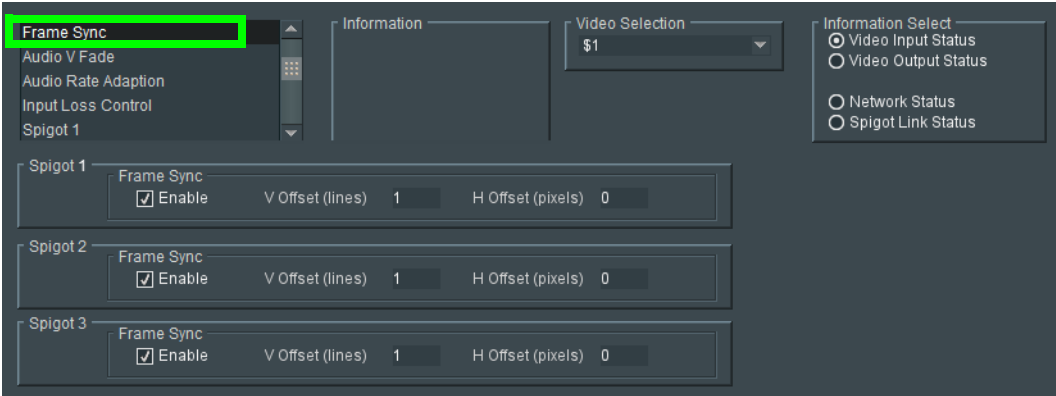 Frame Sync
Audio V Fade
Audio Rate Adaption
Input Loss Control
Spigot 1
Information
Video Selection
$1
Information Select
Video Input Status
Video Output Status
Network Status
Spigot Link Status
Spigot 1
Frame Sync
Enable V Offset (lines) 1 H Offset (pixels) 0
Spigot 2
Frame Sync
Enable V Offset (lines) 1 H Offset (pixels) 0
Spigot 3
Frame Sync
Enable V Offset (lines) 1 H Offset (pixels) 0